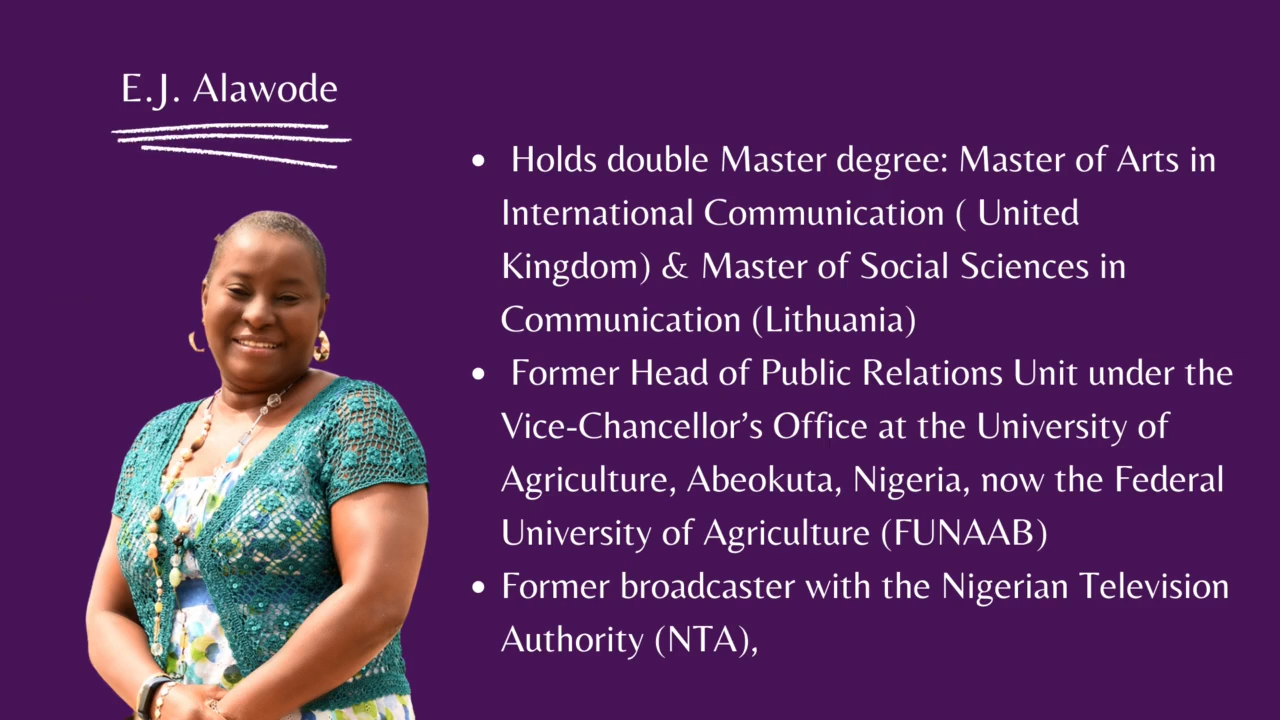 E.J. Alawode
• Holds double Master degree: Master of Arts in
International Communication ( United
Kingdom) & Master of Social Sciences in
Communication (Lithuania)
• Former Head of Public Relations Unit under the
Vice-Chancellor’s Office at the University of
Agriculture, Abeokuta, Nigeria, now the Federal
University of Agriculture (FUNAAB)
• Former broadcaster with the Nigerian Television
Authority (NTA),